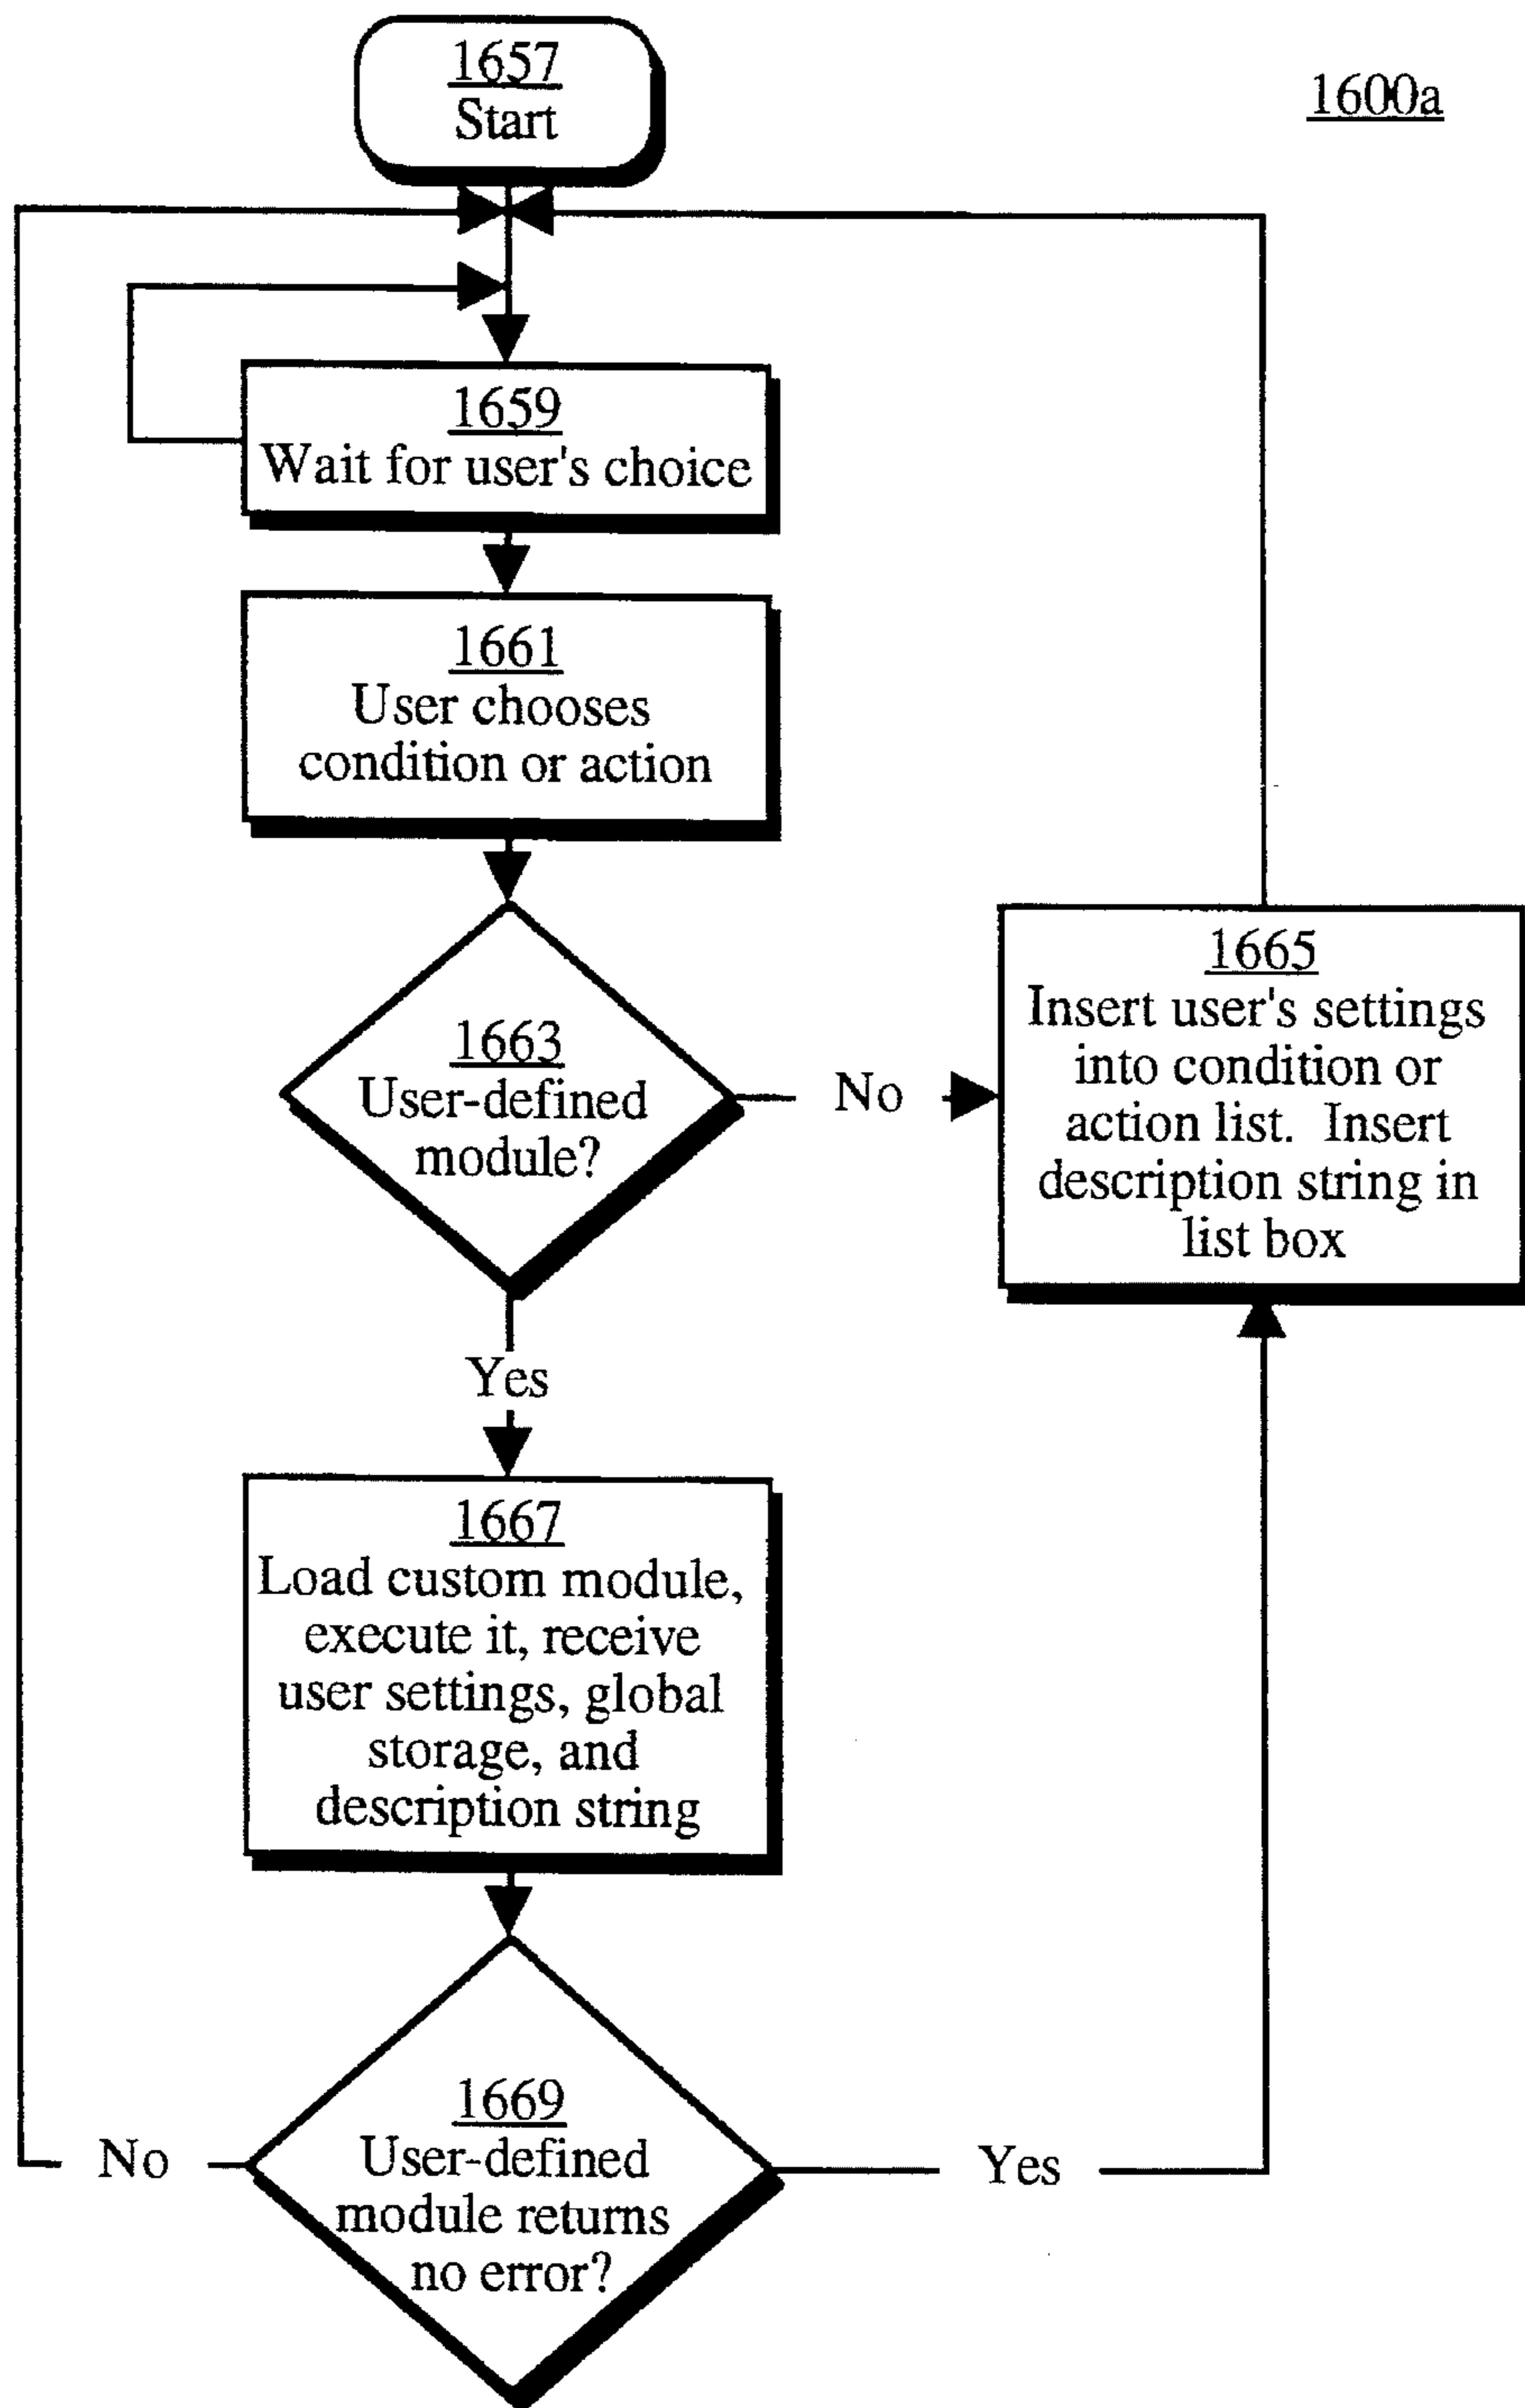 1657
Start
1600a
1659
Wait for user's choice
1661
User chooses
condition or action
1663
User-defined
module?
No
1665
Insert user's settings
into condition or
action list. Insert
description string in
list box
Yes
1667
Load custom module,
execute it, receive
user settings, global
storage, and
description string
1669
User-defined
module returns
no error?
No
Yes